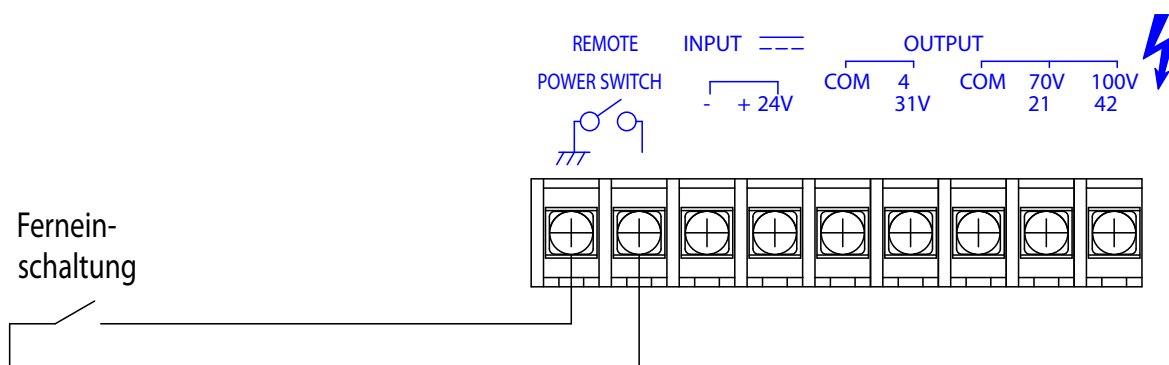 REMOTE INPUT OUTPUT
POWER SWITCH - + 24V COM 4 COM 70V 100V
31V 21 42
Fernein-
schaltung